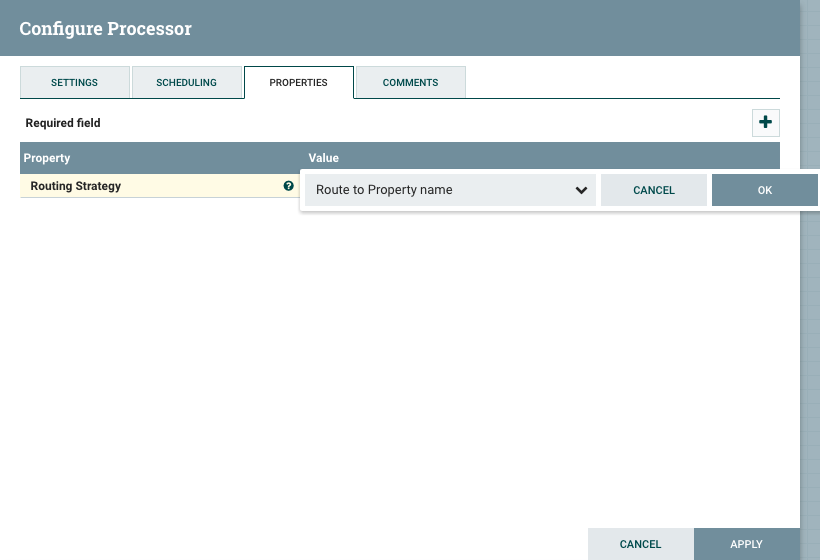 Configure Processor
SETTINGS SCHEDULING PROPERTIES COMMENTS
Required field
Property Value
Routing Strategy Route to Property name CANCEL OK
CANCEL APPLY